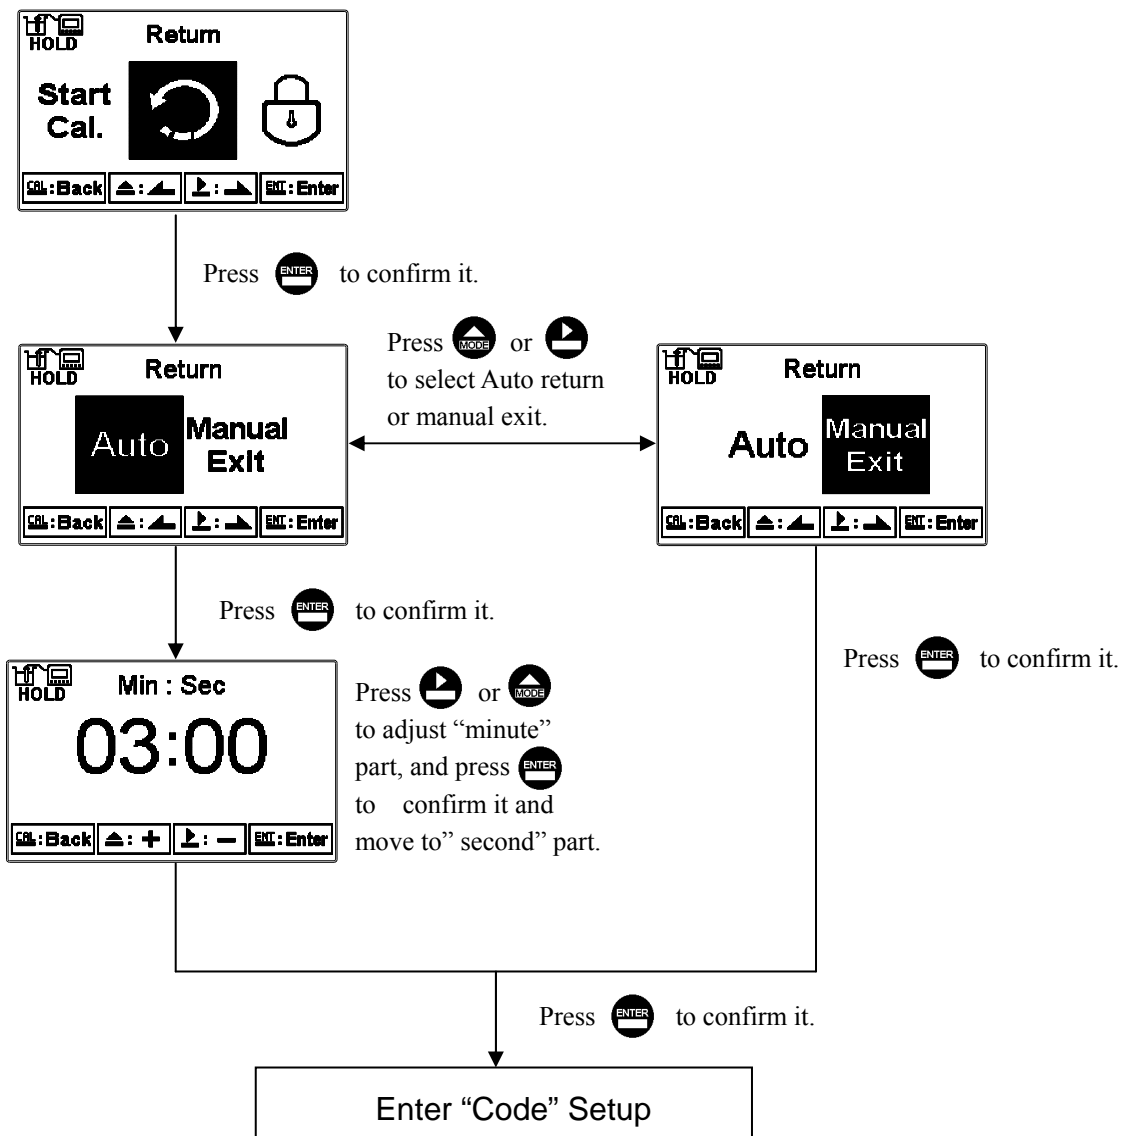 HOLD
Return
Start
Cal.
CAL:Back
:
:
ENT:Enter
Press ENTER to confirm it.
Press MODE or
to select Auto return
or manual exit.
HOLD
Return
Auto
Manual
Exit
CAL:Back
:
:
ENT:Enter
HOLD
Return
Auto
Manual
Exit
CAL:Back
:
:
ENT:Enter
Press ENTER to confirm it.
Press ENTER to confirm it.
HOLD
Min : Sec
03:00
CAL:Back
: +
: −
ENT:Enter
Press or MODE
to adjust “minute”
part, and press ENTER
to confirm it and
move to” second” part.
Press ENTER to confirm it.
Enter “Code” Setup